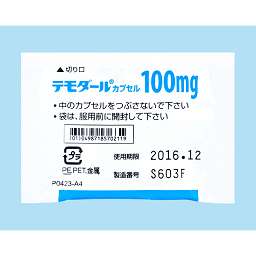 ▲切り口
テモダール®カプセル100mg
・中のカプセルをつぶさないで下さい
・袋は、服用前に開封して下さい
(01)04987185702119
プラ
PE,PET,金属
使用期限 2016.12
製造番号 S603F
P0423-A4